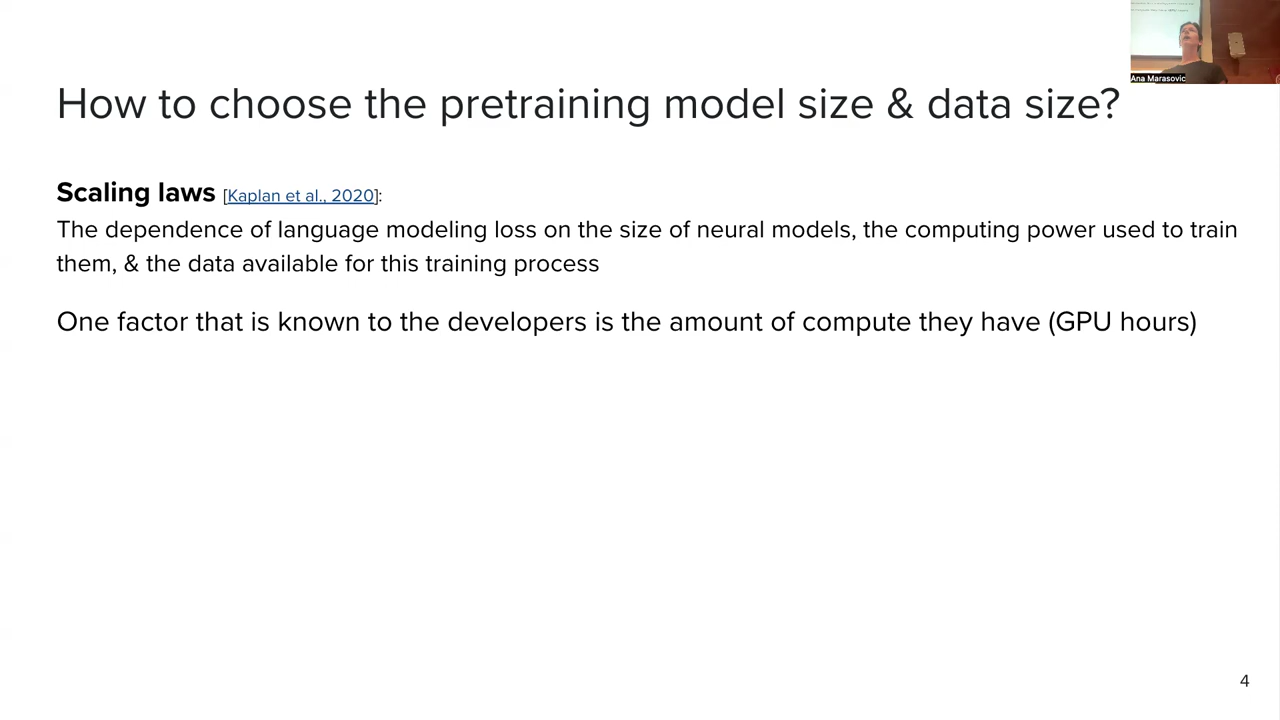 Ana Marasovic
How to choose the pretraining model size & data size?
Scaling laws [Kaplan et al., 2020]:
The dependence of language modeling loss on the size of neural models, the computing power used to train
them, & the data available for this training process
One factor that is known to the developers is the amount of compute they have (GPU hours)
4